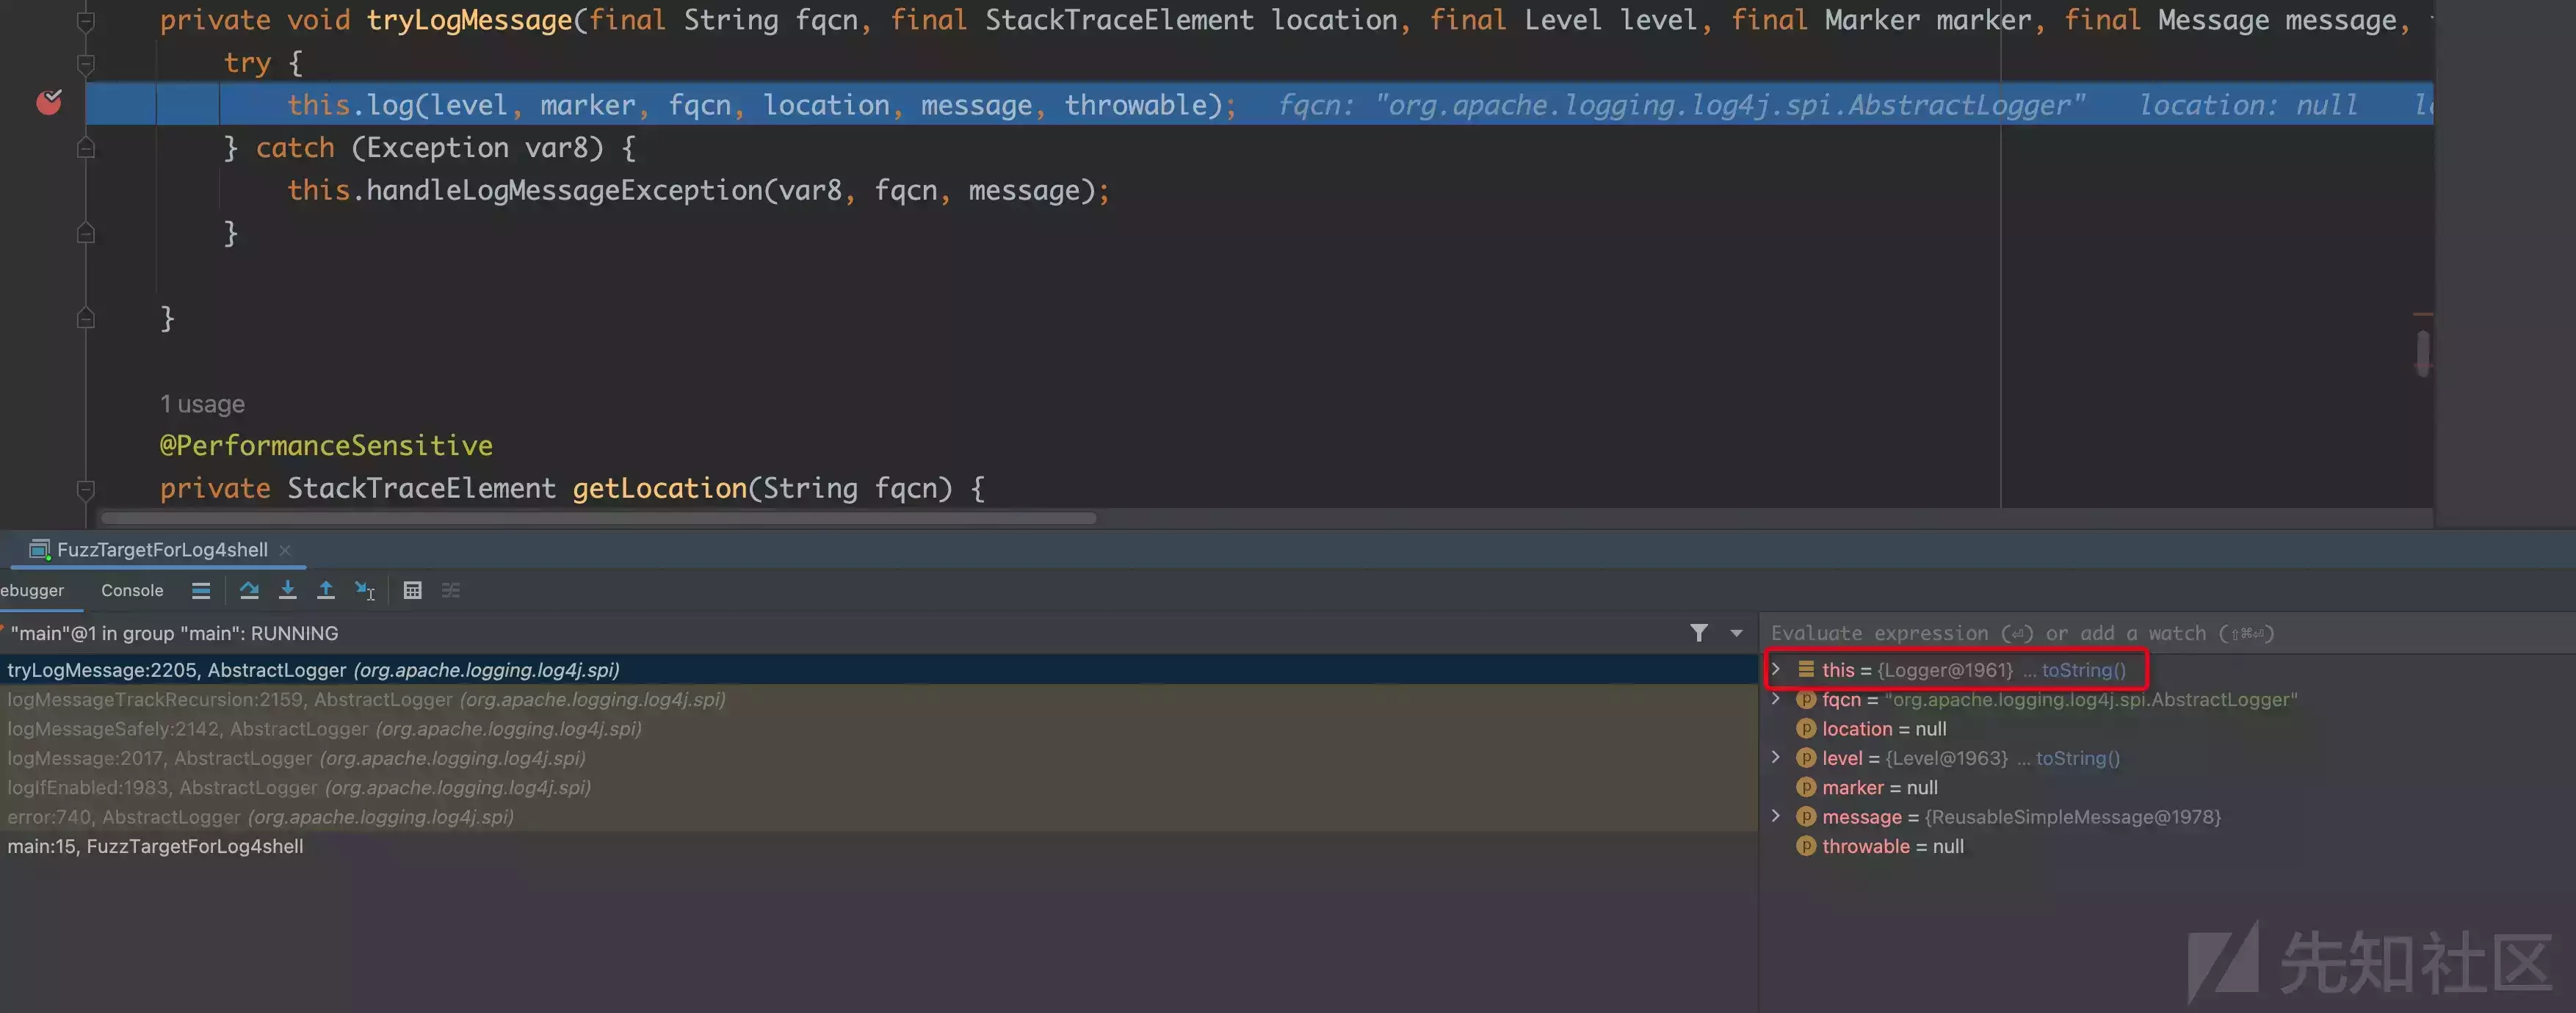 private void tryLogMessage(final String fqcn, final StackTraceElement location, final Level level, final Marker marker, final Message message,
try {
this.log(level, marker, fqcn, location, message, throwable); fqcn: "org.apache.logging.log4j.spi.AbstractLogger" location: null
} catch (Exception var8) {
this.handleLogMessageException(var8, fqcn, message);
}
}
1 usage
@PerformanceSensitive
private StackTraceElement getLocation(String fqcn) {
FuzzTargetForLog4shell
ebugger Console
"main"@1 in group "main": RUNNING
tryLogMessage:2205, AbstractLogger (org.apache.logging.log4j.spi)
logMessageTrackRecursion:2159, AbstractLogger (org.apache.logging.log4j.spi)
logMessageSafely:2142, AbstractLogger (org.apache.logging.log4j.spi)
logMessage:2017, AbstractLogger (org.apache.logging.log4j.spi)
logIfEnabled:1983, AbstractLogger (org.apache.logging.log4j.spi)
error:740, AbstractLogger (org.apache.logging.log4j.spi)
main:15, FuzzTargetForLog4shell
Evaluate expression (⏎) or add a watch (⇧⌘⏎)
this = {Logger@1961} ... toString()
fqcn = "org.apache.logging.log4j.spi.AbstractLogger"
location = null
level = {Level@1963} ... toString()
marker = null
message = {ReusableSimpleMessage@1978}
throwable = null
先知社区